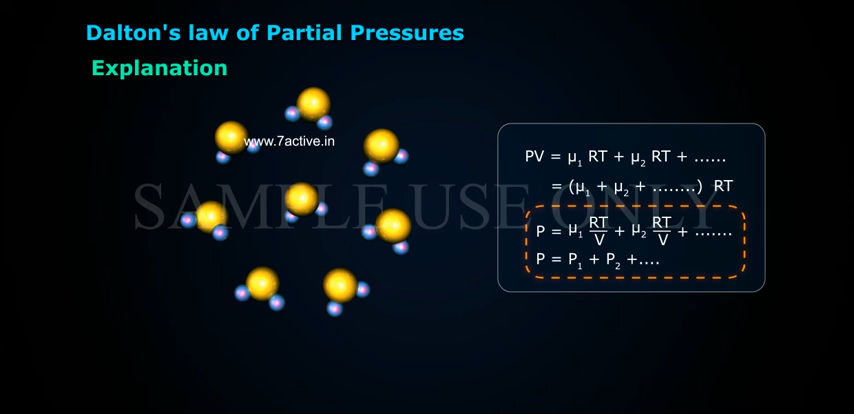 Dalton's law of Partial Pressures
Explanation
www.7active.in
SAMPLE USE ONLY
PV = μ₁ RT + μ₂ RT + ......
= (μ₁ + μ₂ + ........) RT
P = μ₁ RT/V + μ₂ RT/V + .......
P = P₁ + P₂ +....